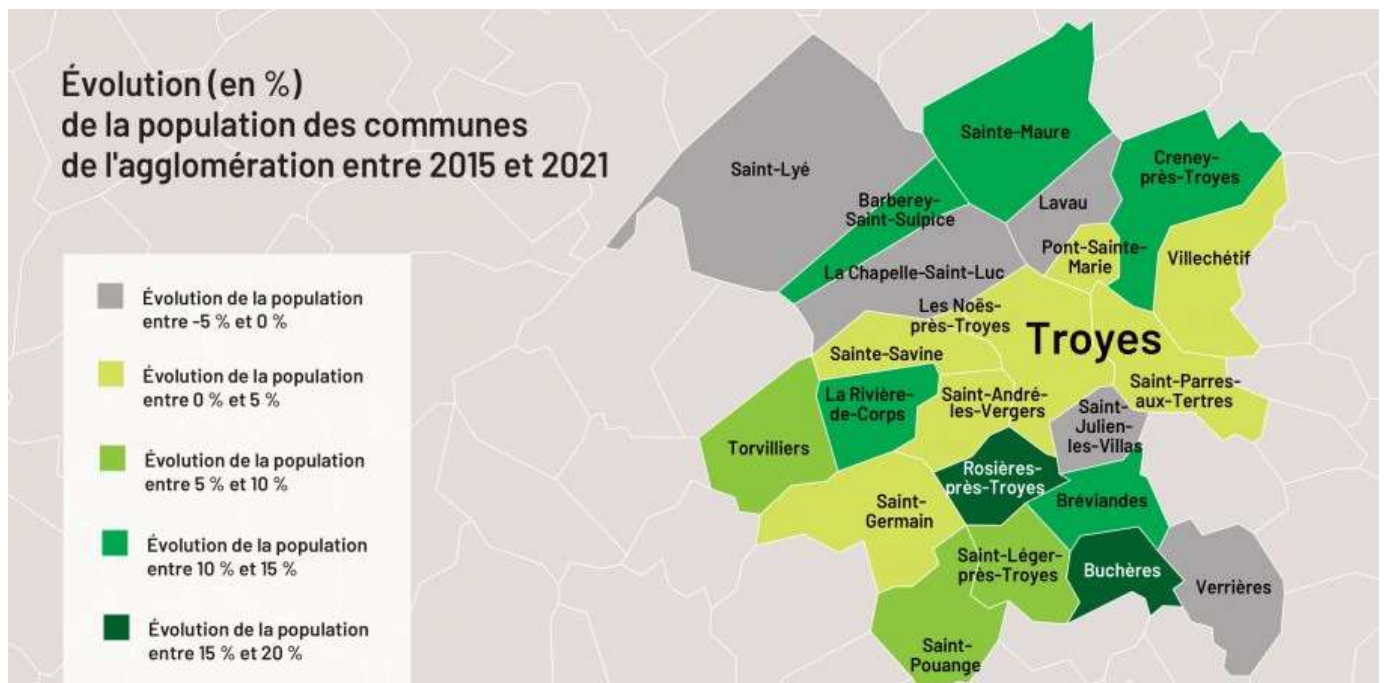 Évolution (en %)
de la population des communes
de l'agglomération entre 2015 et 2021
Évolution de la population
entre -5 % et 0 %
Évolution de la population
entre 0 % et 5 %
Évolution de la population
entre 5 % et 10 %
Évolution de la population
entre 10 % et 15 %
Évolution de la population
entre 15 % et 20 %
Sainte-Maure
Saint-Lyé
Creney-
près-Troyes
Barberey-
Saint-Sulpice
Lavau
Pont-Sainte-
Marie
Villechétif
La Chapelle-Saint-Luc
Les Noës-
près-Troyes
Troyes
Sainte-Savine
La Rivière-
de-Corps
Saint-André-
les-Vergers
Saint-Parres-
aux-Tertres
Saint-
Julien-
les-Villas
Torvilliers
Rosières-
près-Troyes
Bréviandes
Saint-
Germain
Saint-Léger-
près-Troyes
Buchères
Verrières
Saint-
Pouange